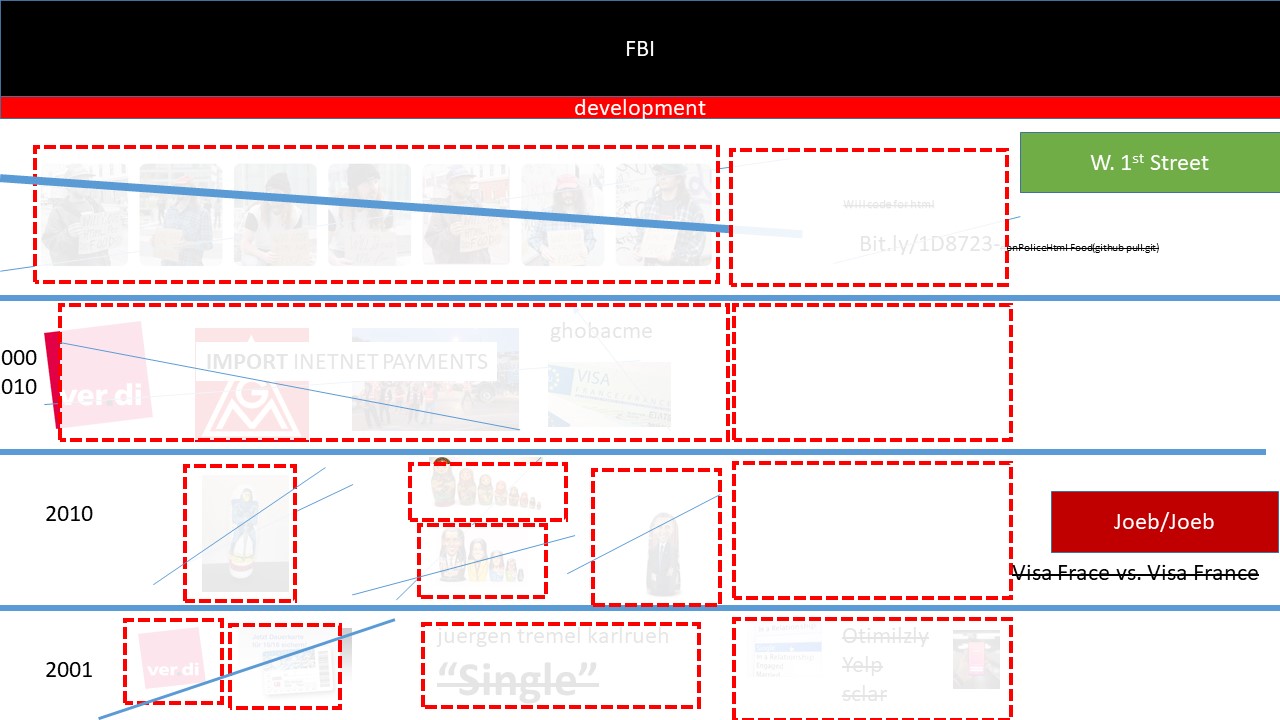 FBI
development
W. 1st Street
Will code for html
Bit.ly/1D8723-
onPoliceHtml Food(github pull.git)
ghobacme
000
010
ver di
IMPORT INETNET PAYMENTS
VISA
2010
Joeb/Joeb
Visa Frace vs. Visa France
2001
ver di
juergen tremel karlrueh
“Single”
Otimilzly
Yelp
sclar